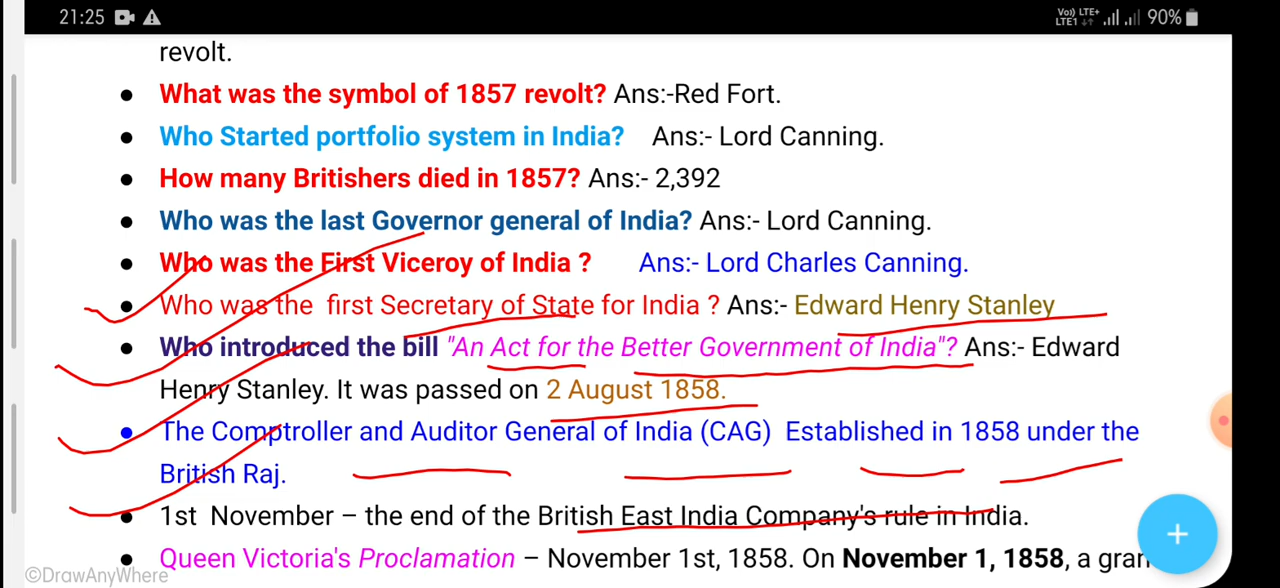 21:25 Vo)) LTE+ LTE1 90%
revolt.
• What was the symbol of 1857 revolt? Ans:-Red Fort.
• Who Started portfolio system in India? Ans:- Lord Canning.
• How many Britishers died in 1857? Ans:- 2,392
• Who was the last Governor general of India? Ans:- Lord Canning.
• Who was the First Viceroy of India ? Ans:- Lord Charles Canning.
• Who was the first Secretary of State for India ? Ans:- Edward Henry Stanley
• Who introduced the bill "An Act for the Better Government of India"? Ans:- Edward
Henry Stanley. It was passed on 2 August 1858.
• The Comptroller and Auditor General of India (CAG) Established in 1858 under the
British Raj.
• 1st November – the end of the British East India Company's rule in India.
• Queen Victoria's Proclamation – November 1st, 1858. On November 1, 1858, a gran
©DrawAnyWhere